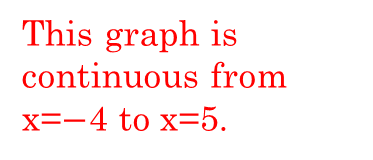 This graph is
continuous from
x=−4 to x=5.